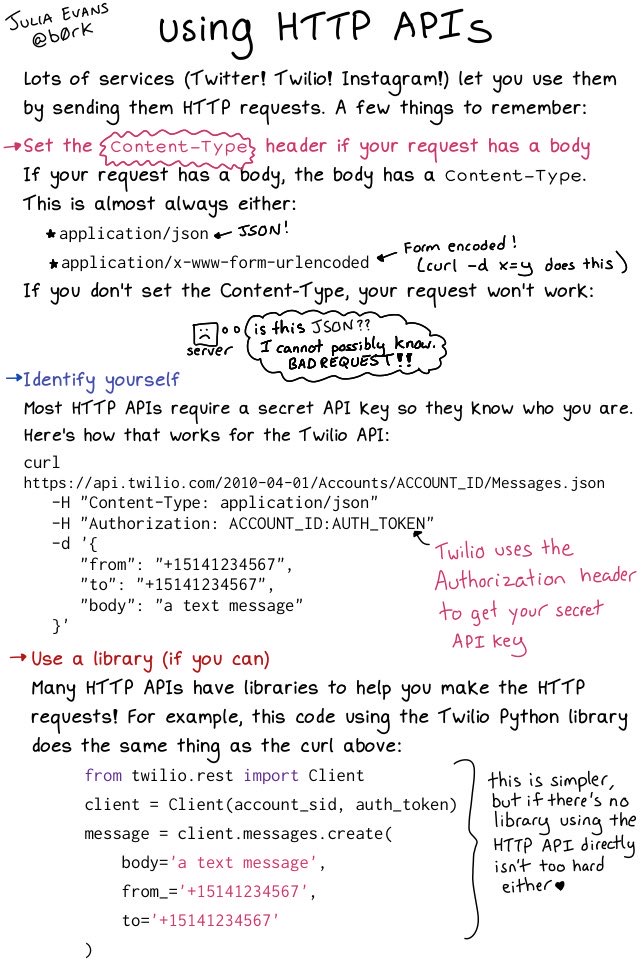 JULIA EVANS
@b0rk
using HTTP APIs
Lots of services (Twitter! Twilio! Instagram!) let you use them
by sending them HTTP requests. A few things to remember:
→ Set the Content-Type header if your request has a body
If your request has a body, the body has a Content-Type.
This is almost always either:
★ application/json ← JSON!
★ application/x-www-form-urlencoded ← Form encoded!
(curl -d x=y does this)
If you don't set the Content-Type, your request won't work:
server
is this JSON??
I cannot possibly know.
BAD REQUEST!!
→ Identify yourself
Most HTTP APIs require a secret API key so they know who you are.
Here's how that works for the Twilio API:
curl
https://api.twilio.com/2010-04-01/Accounts/ACCOUNT_ID/Messages.json
-H "Content-Type: application/json"
-H "Authorization: ACCOUNT_ID:AUTH_TOKEN"
-d '{
"from": "+15141234567",
"to": "+15141234567",
"body": "a text message"
}'
Twilio uses the
Authorization header
to get your secret
API key
→ Use a library (if you can)
Many HTTP APIs have libraries to help you make the HTTP
requests! For example, this code using the Twilio Python library
does the same thing as the curl above:
from twilio.rest import Client
client = Client(account_sid, auth_token)
message = client.messages.create(
body='a text message',
from_='+15141234567',
to='+15141234567'
)
this is simpler,
but if there's no
library using the
HTTP API directly
isn't too hard
either ♥